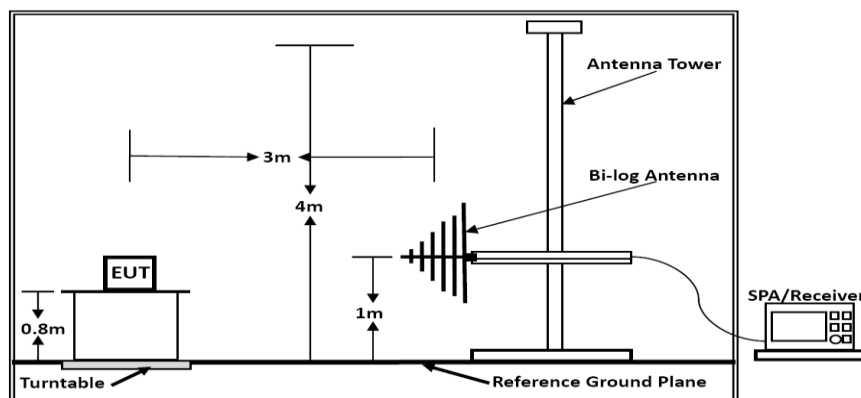 Antenna Tower
3m
Bi-log Antenna
4m
EUT
SPA/Receiver
0.8m
1m
Turntable
Reference Ground Plane